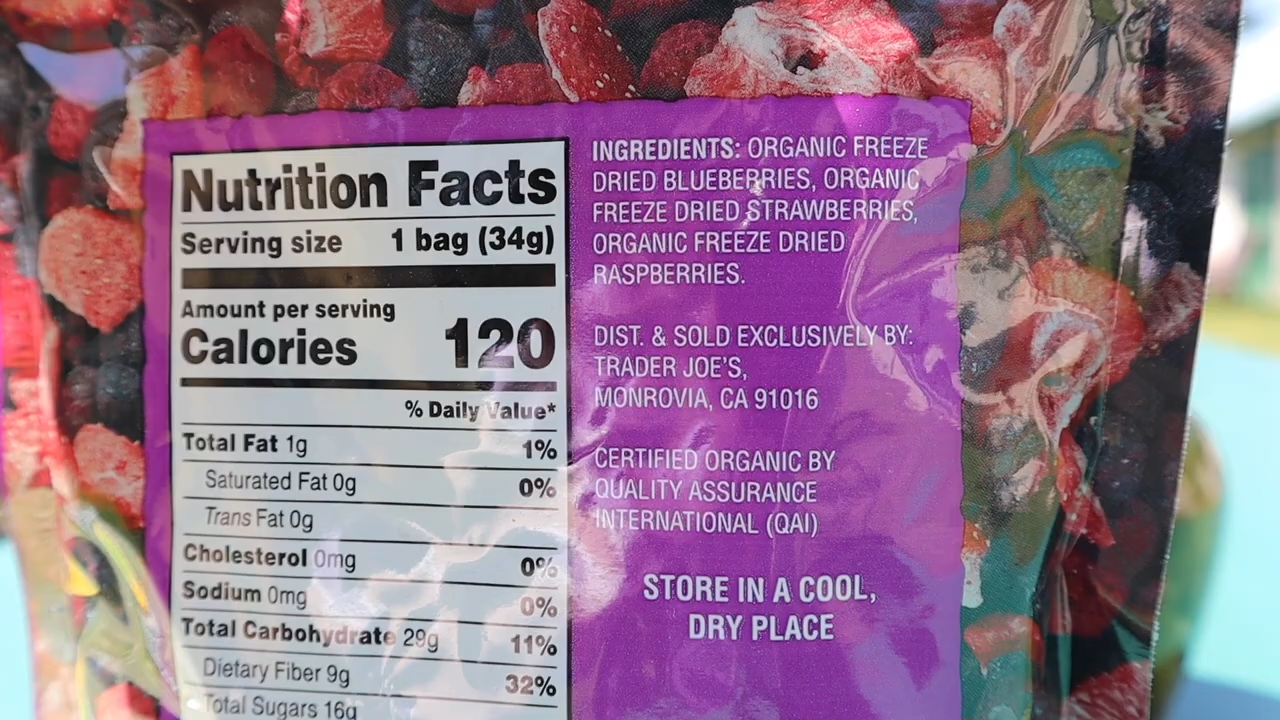 Nutrition Facts
Serving size 1 bag (34g)
Amount per serving
Calories 120
% Daily Value*
Total Fat 1g 1%
Saturated Fat 0g 0%
Trans Fat 0g
Cholesterol 0mg 0%
Sodium 0mg 0%
Total Carbohydrate 29g 11%
Dietary Fiber 9g 32%
Total Sugars 16g
INGREDIENTS: ORGANIC FREEZE
DRIED BLUEBERRIES, ORGANIC
FREEZE DRIED STRAWBERRIES,
ORGANIC FREEZE DRIED
RASPBERRIES.
DIST. & SOLD EXCLUSIVELY BY:
TRADER JOE'S,
MONROVIA, CA 91016
CERTIFIED ORGANIC BY
QUALITY ASSURANCE
INTERNATIONAL (QAI)
STORE IN A COOL,
DRY PLACE